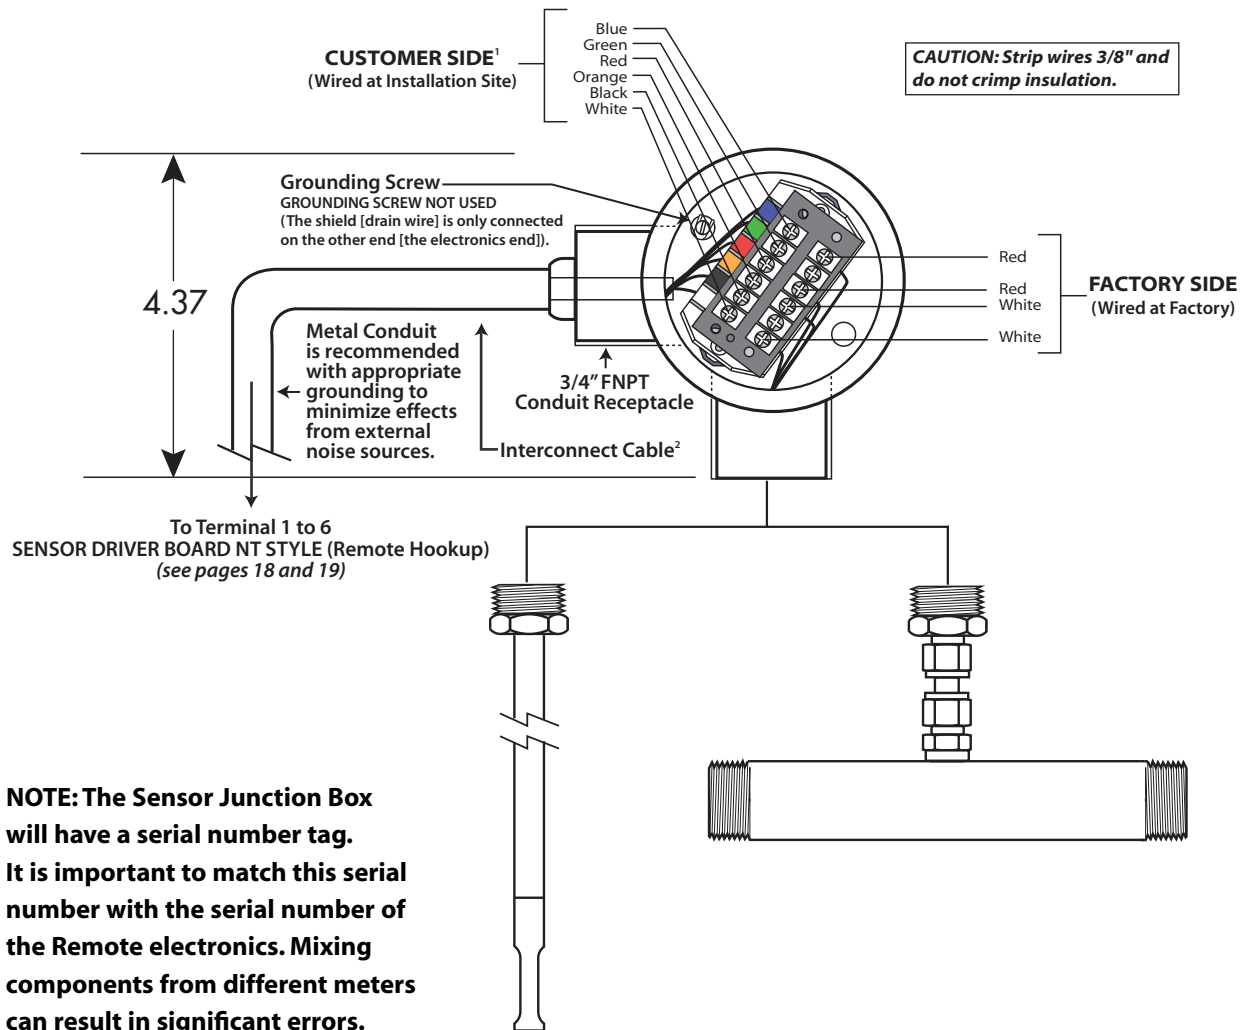 Blue
Green
Red
Orange
Black
White
CUSTOMER SIDE¹
(Wired at Installation Site)
CAUTION: Strip wires 3/8" and
do not crimp insulation.
Grounding Screw
GROUNDING SCREW NOT USED
(The shield [drain wire] is only connected
on the other end [the electronics end]).
4.37
Red
Red
White
White
FACTORY SIDE
(Wired at Factory)
Metal Conduit
is recommended
with appropriate
grounding to
minimize effects
from external
noise sources.
3/4" FNPT
Conduit Receptacle
Interconnect Cable²
To Terminal 1 to 6
SENSOR DRIVER BOARD NT STYLE (Remote Hookup)
(see pages 18 and 19)
NOTE: The Sensor Junction Box
will have a serial number tag.
It is important to match this serial
number with the serial number of
the Remote electronics. Mixing
components from different meters
can result in significant errors.